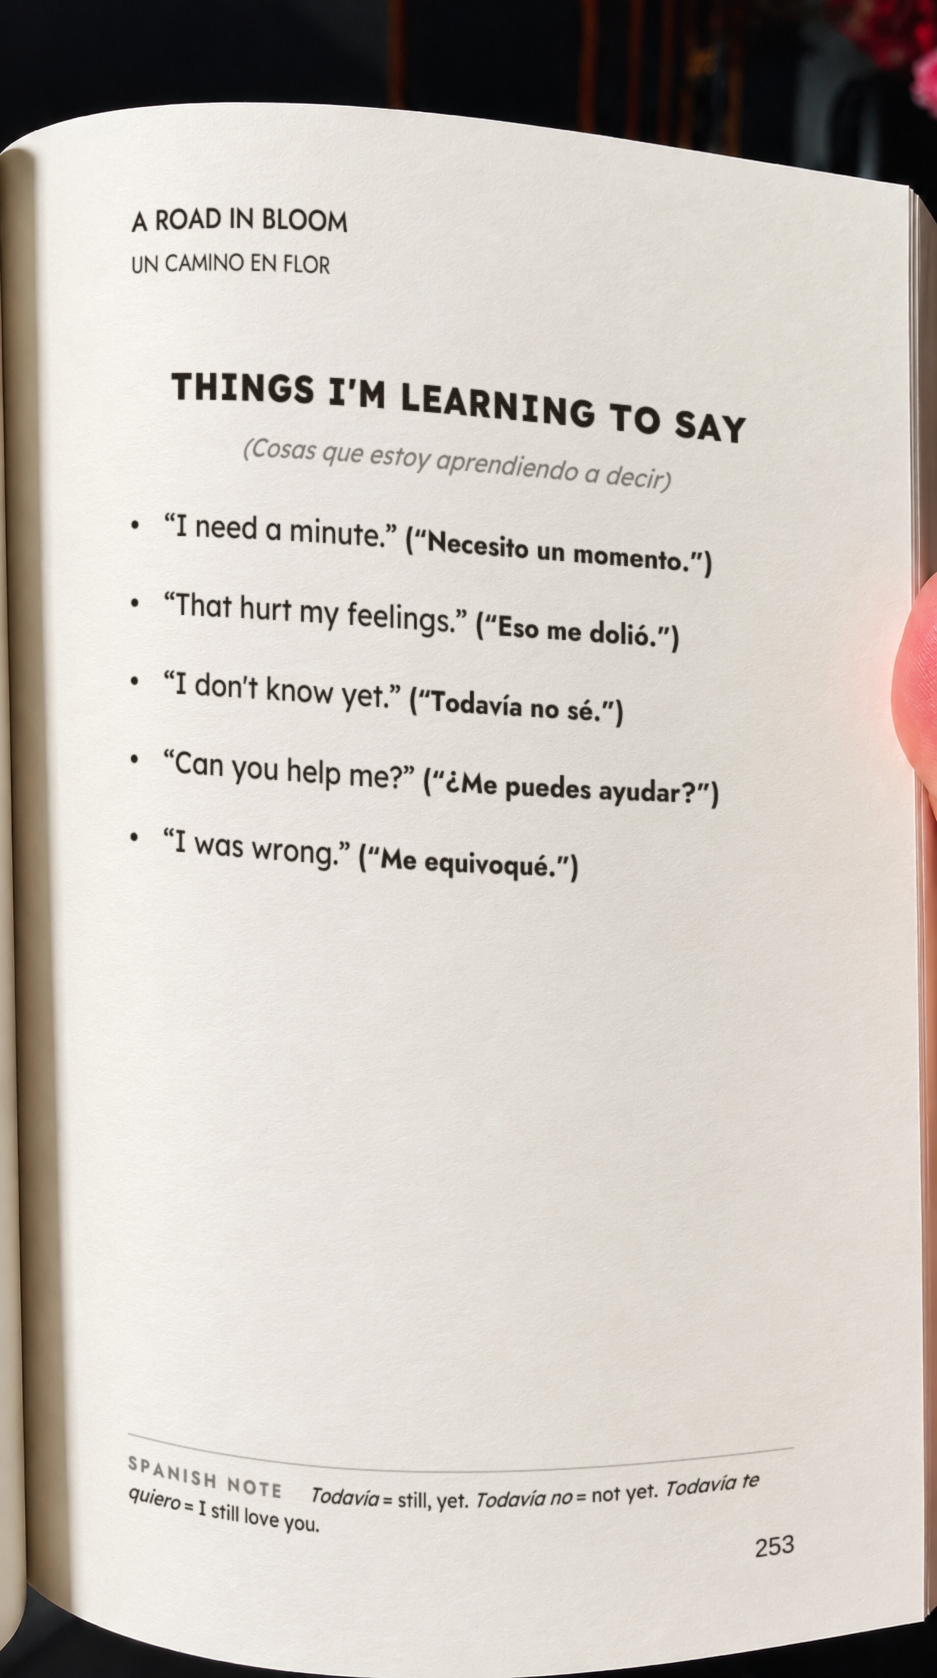 A ROAD IN BLOOM
UN CAMINO EN FLOR
THINGS I'M LEARNING TO SAY
(Cosas que estoy aprendiendo a decir)
• “I need a minute.” (“Necesito un momento.”)
• “That hurt my feelings.” (“Eso me dolió.”)
• “I don't know yet.” (“Todavía no sé.”)
• “Can you help me?” (“¿Me puedes ayudar?”)
• “I was wrong.” (“Me equivoqué.”)
SPANISH NOTE Todavía = still, yet. Todavía no = not yet. Todavía te
quiero = I still love you.
253